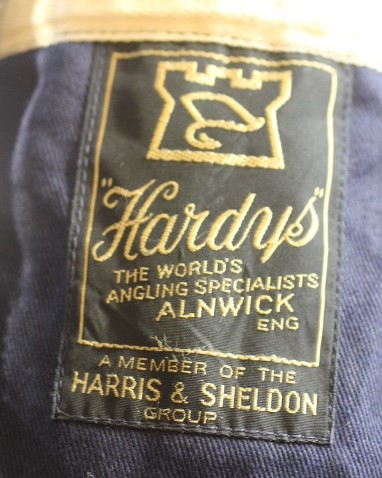 "Hardys"
THE WORLD'S
ANGLING SPECIALISTS
ALNWICK
ENG
A MEMBER OF THE
HARRIS & SHELDON
GROUP